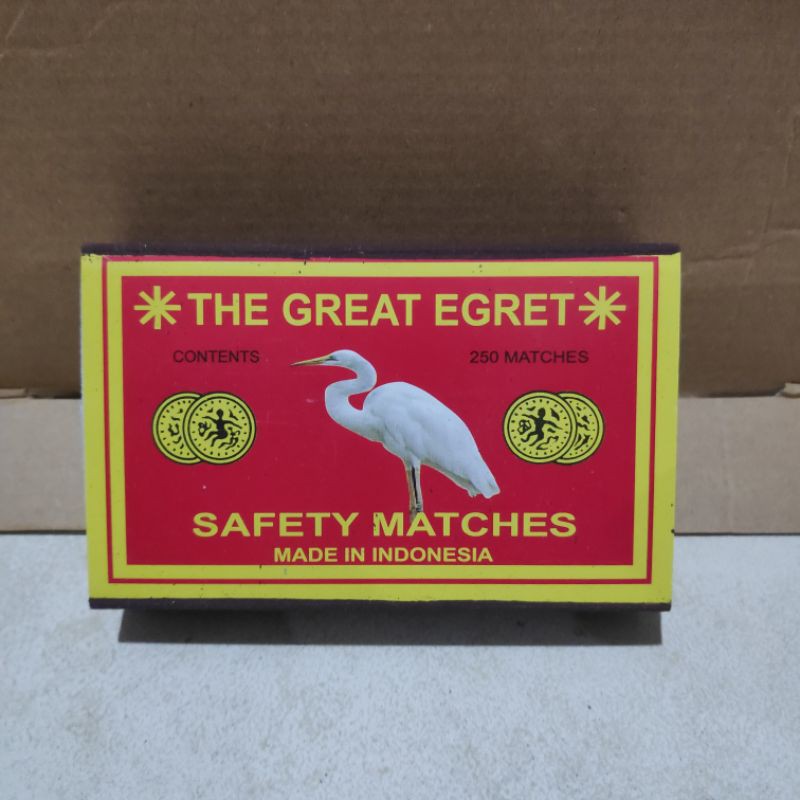 THE GREAT EGRET
CONTENTS 250 MATCHES
SAFETY MATCHES
MADE IN INDONESIA